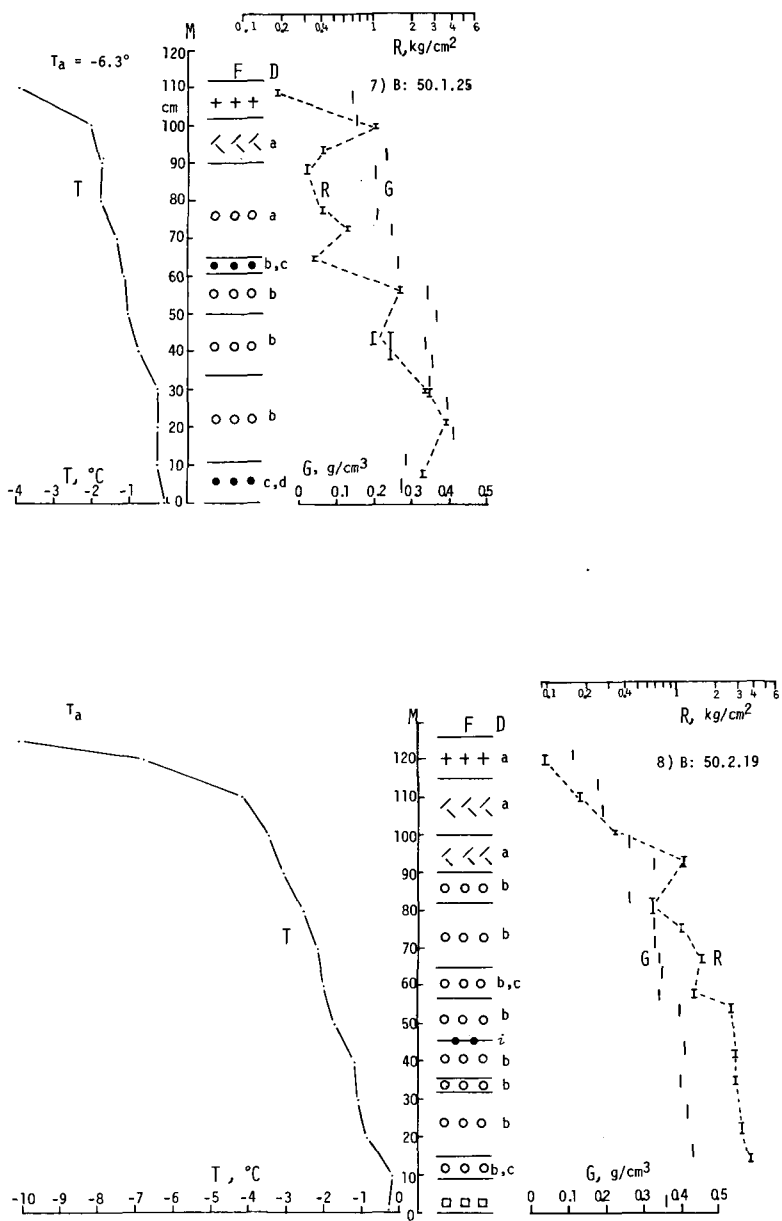 M
0.1 0.2 0.4 1 2 3 4 6
R, kg/cm2
Ta = -6.3°
120
F D
7) B: 50.1.25
110
cm
+ + +
100
a
90
T
R
G
80
a
70
b,c
60
b
50
40
b
30
20
b
10
T, °C
G, g/cm3
c,d
-4 -3 -2 -1 0
0 0.1 0.2 0.3 0.4 0.5
0.1 0.2 0.4 1 2 3 4 6
R, kg/cm2
Ta
M
F D
8) B: 50.2.19
120
+ + + a
110
a
100
a
90
b
80
T
b
70
G
R
b,c
60
b
50
i
40
b
b
30
b
20
b,c
10
T, °C
G, g/cm3
-10 -9 -8 -7 -6 -5 -4 -3 -2 -1 0
0
0 0.1 0.2 0.3 0.4 0.5